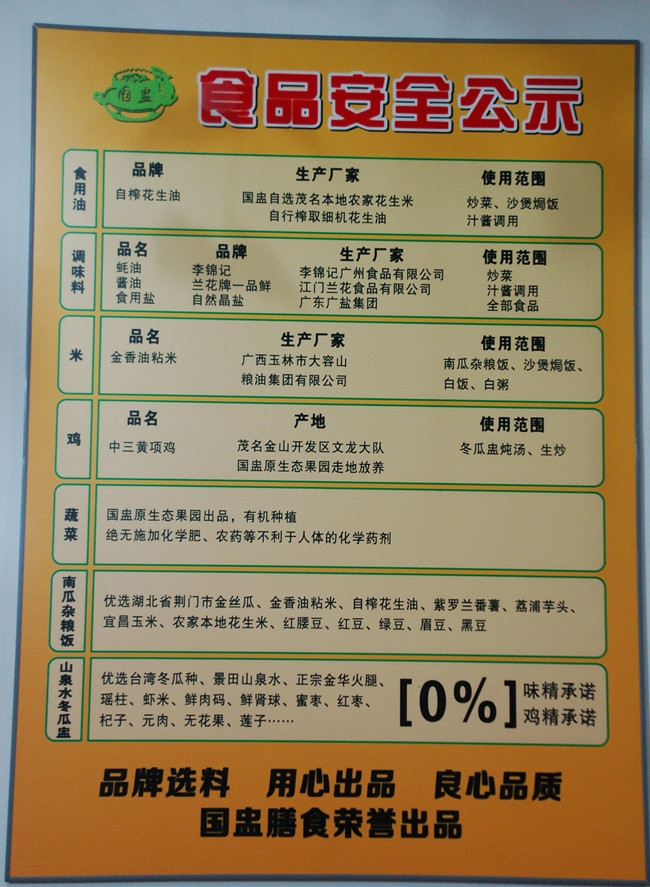 国盅
食品安全公示
食用油
品牌 生产厂家 使用范围
自榨花生油 国盅自选茂名本地农家花生米 炒菜、沙煲焗饭
自行榨取细机花生油 汁酱调用
调味料
品名 品牌 生产厂家 使用范围
蚝油 李锦记 李锦记广州食品有限公司 炒菜
酱油 兰花牌一品鲜 江门兰花食品有限公司 汁酱调用
食用盐 自然晶盐 广东广盐集团 全部食品
米
品名 生产厂家 使用范围
金香油粘米 广西玉林市大容山 南瓜杂粮饭、沙煲焗饭、
粮油集团有限公司 白饭、白粥
鸡
品名 产地 使用范围
中三黄项鸡 茂名金山开发区文龙大队 冬瓜盅炖汤、生炒
国盅原生态果园走地放养
蔬菜
国盅原生态果园出品，有机种植
绝无施加化学肥、农药等不利于人体的化学药剂
南瓜杂粮饭
优选湖北省荆门市金丝瓜、金香油粘米、自榨花生油、紫罗兰番薯、荔浦芋头、
宜昌玉米、农家本地花生米、红腰豆、红豆、绿豆、眉豆、黑豆
山泉水冬瓜盅
优选台湾冬瓜种、景田山泉水、正宗金华火腿、
瑶柱、虾米、鲜肉码、鲜肾球、蜜枣、红枣、
杞子、元肉、无花果、莲子……
[0%] 味精承诺
鸡精承诺
品牌选料 用心出品 良心品质
国盅膳食荣誉出品